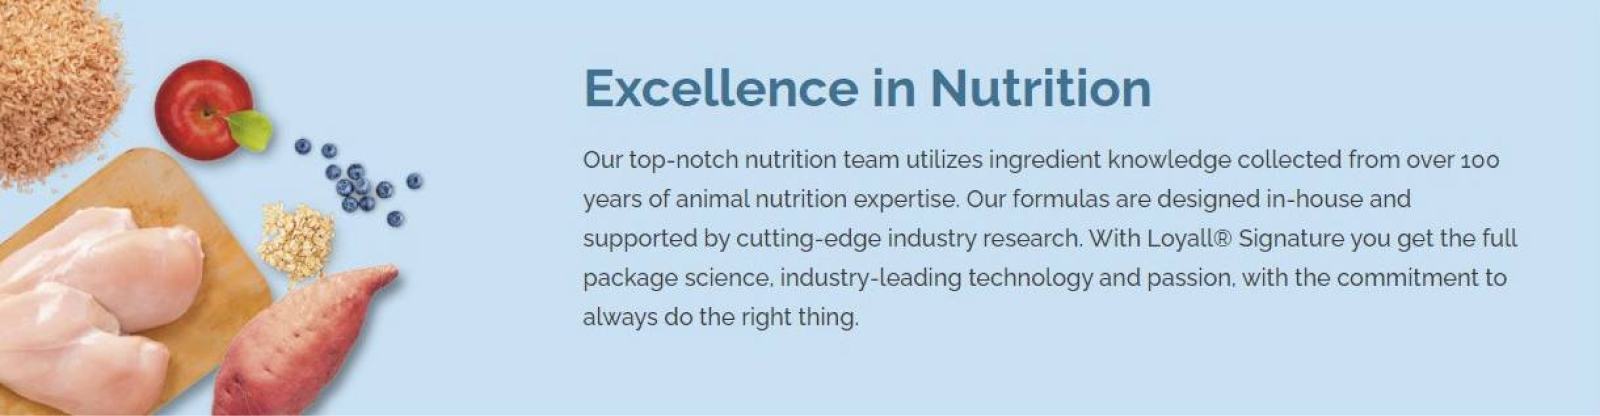 Excellence in Nutrition
Our top-notch nutrition team utilizes ingredient knowledge collected from over 100
years of animal nutrition expertise. Our formulas are designed in-house and
supported by cutting-edge industry research. With Loyall® Signature you get the full
package science, industry-leading technology and passion, with the commitment to
always do the right thing.